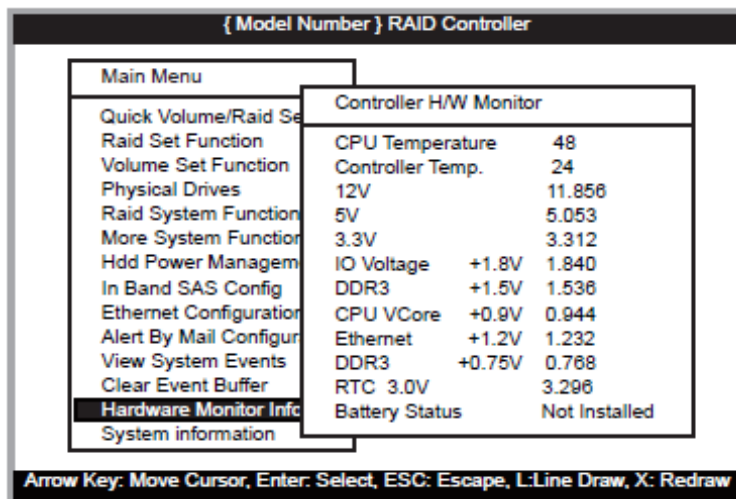 { Model Number } RAID Controller
Main Menu
Quick Volume/Raid Se
Raid Set Function
Volume Set Function
Physical Drives
Raid System Function
More System Function
Hdd Power Managem
In Band SAS Config
Ethernet Configuration
Alert By Mail Configur
View System Events
Clear Event Buffer
Hardware Monitor Info
System information
Controller H/W Monitor
CPU Temperature 48
Controller Temp. 24
12V 11.856
5V 5.053
3.3V 3.312
IO Voltage +1.8V 1.840
DDR3 +1.5V 1.536
CPU VCore +0.9V 0.944
Ethernet +1.2V 1.232
DDR3 +0.75V 0.768
RTC 3.0V 3.296
Battery Status Not Installed
Arrow Key: Move Cursor, Enter: Select, ESC: Escape, L:Line Draw, X: Redraw